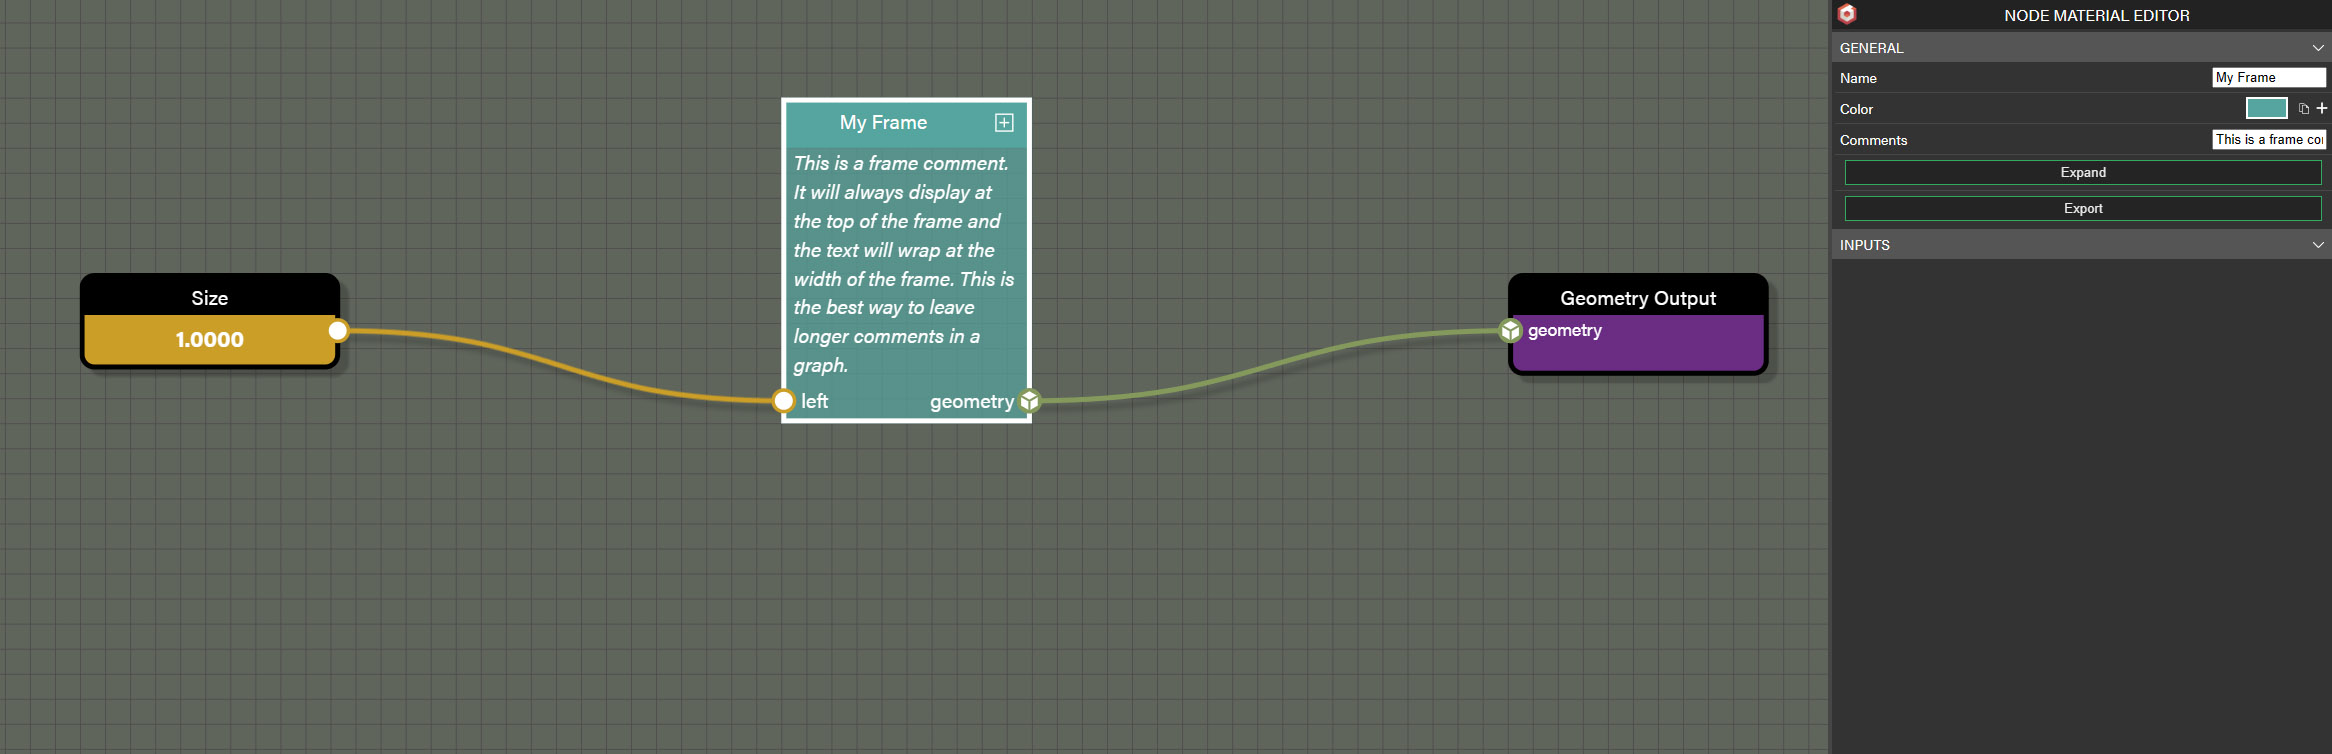 Size
1.0000
My Frame
This is a frame comment.
It will always display at
the top of the frame and
the text will wrap at the
width of the frame. This is
the best way to leave
longer comments in a
graph.
left
geometry
Geometry Output
geometry
NODE MATERIAL EDITOR
GENERAL
Name
My Frame
Color
Comments
This is a frame co
Expand
Export
INPUTS